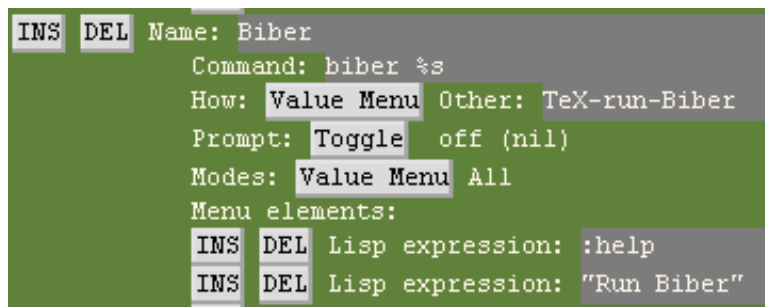 INS DEL Name: Biber
Command: biber %s
How: Value Menu Other: TeX-run-Biber
Prompt: Toggle off (nil)
Modes: Value Menu All
Menu elements:
INS DEL Lisp expression: :help
INS DEL Lisp expression: "Run Biber"